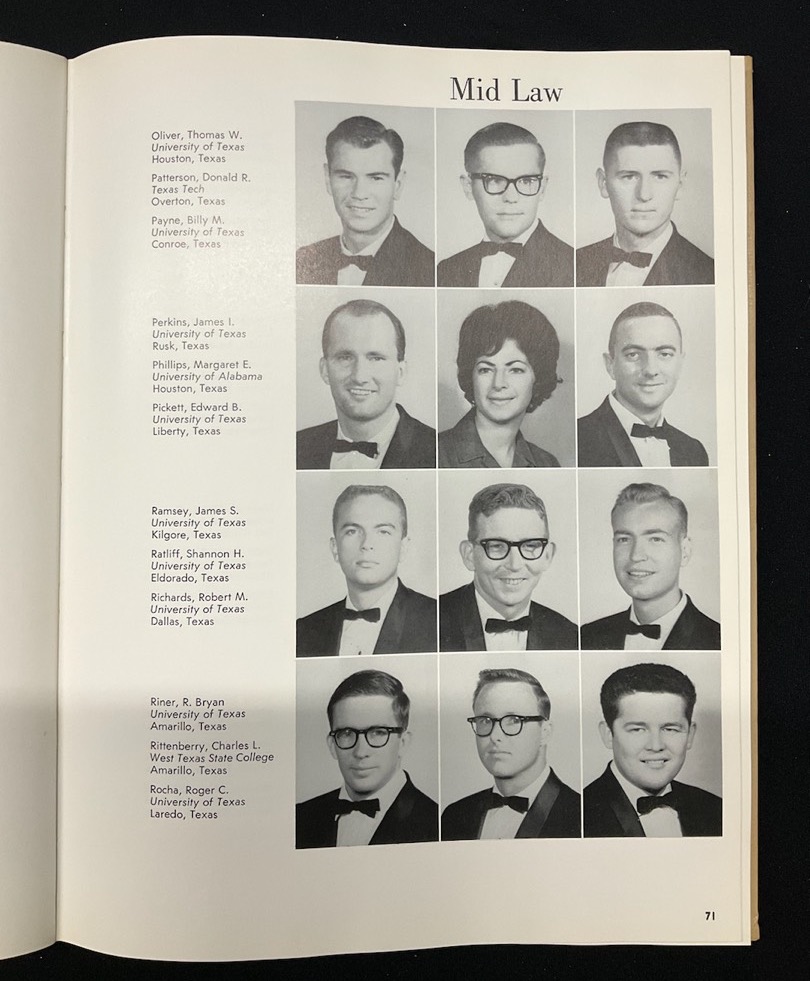 Mid Law
Oliver, Thomas W.
University of Texas
Houston, Texas
Patterson, Donald R.
Texas Tech
Overton, Texas
Payne, Billy M.
University of Texas
Conroe, Texas
Perkins, James I.
University of Texas
Rusk, Texas
Phillips, Margaret E.
University of Alabama
Houston, Texas
Pickett, Edward B.
University of Texas
Liberty, Texas
Ramsey, James S.
University of Texas
Kilgore, Texas
Ratliff, Shannon H.
University of Texas
Eldorado, Texas
Richards, Robert M.
University of Texas
Dallas, Texas
Riner, R. Bryan
University of Texas
Amarillo, Texas
Rittenberry, Charles L.
West Texas State College
Amarillo, Texas
Rocha, Roger C.
University of Texas
Laredo, Texas
71